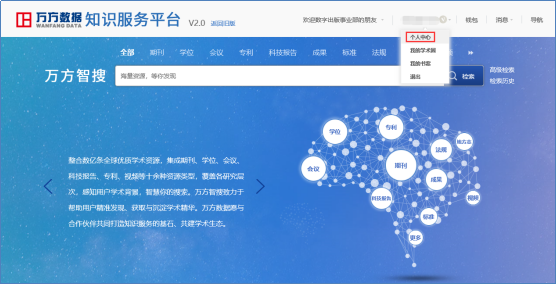 万方数据 知识服务平台 V2.0 返回旧版
WANFANG DATA
欢迎数字出版事业部的朋友 钱包 消息 导航
个人中心
我的学术圈
我的书案
退出
全部 期刊 学位 会议 专利 科技报告 成果 标准 法规
万方智搜
海量资源，等你发现
检索
高级检索
检索历史
整合数亿条全球优质学术资源，集成期刊、学位、会议、
科技报告、专利、视频等十余种资源类型，覆盖各研究层
次，感知用户学术背景，智慧你的搜索。万方智搜致力于
帮助用户精准发现、获取与沉淀学术精华。万方数据愿与
合作伙伴共同打造知识服务的基石、共建学术生态。
学位
专利
法规
地方志
会议
期刊
成果
科技报告
视频
标准
更多